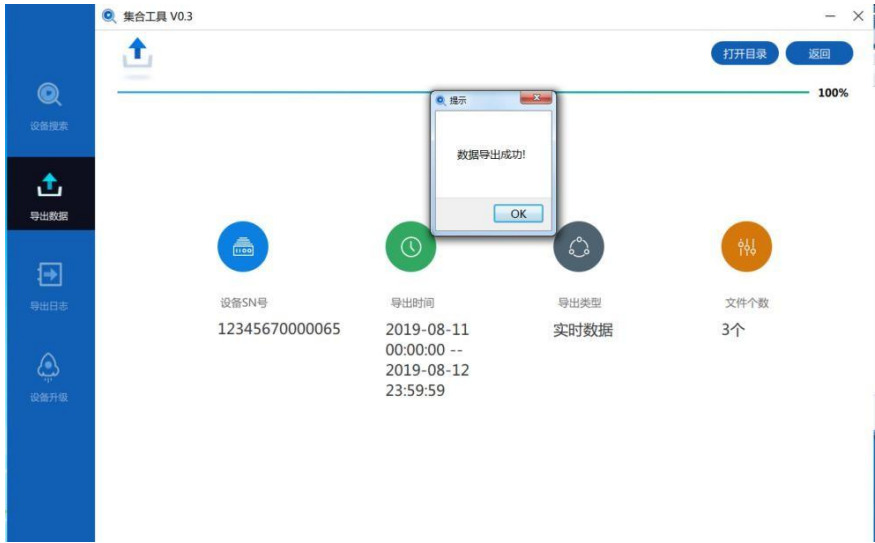 集合工具 V0.3
打开目录
返回
100%
设备搜索
导出数据
导出日志
设备升级
提示
数据导出成功!
OK
设备SN号
12345670000065
导出时间
2019-08-11
00:00:00 --
2019-08-12
23:59:59
导出类型
实时数据
文件个数
3个